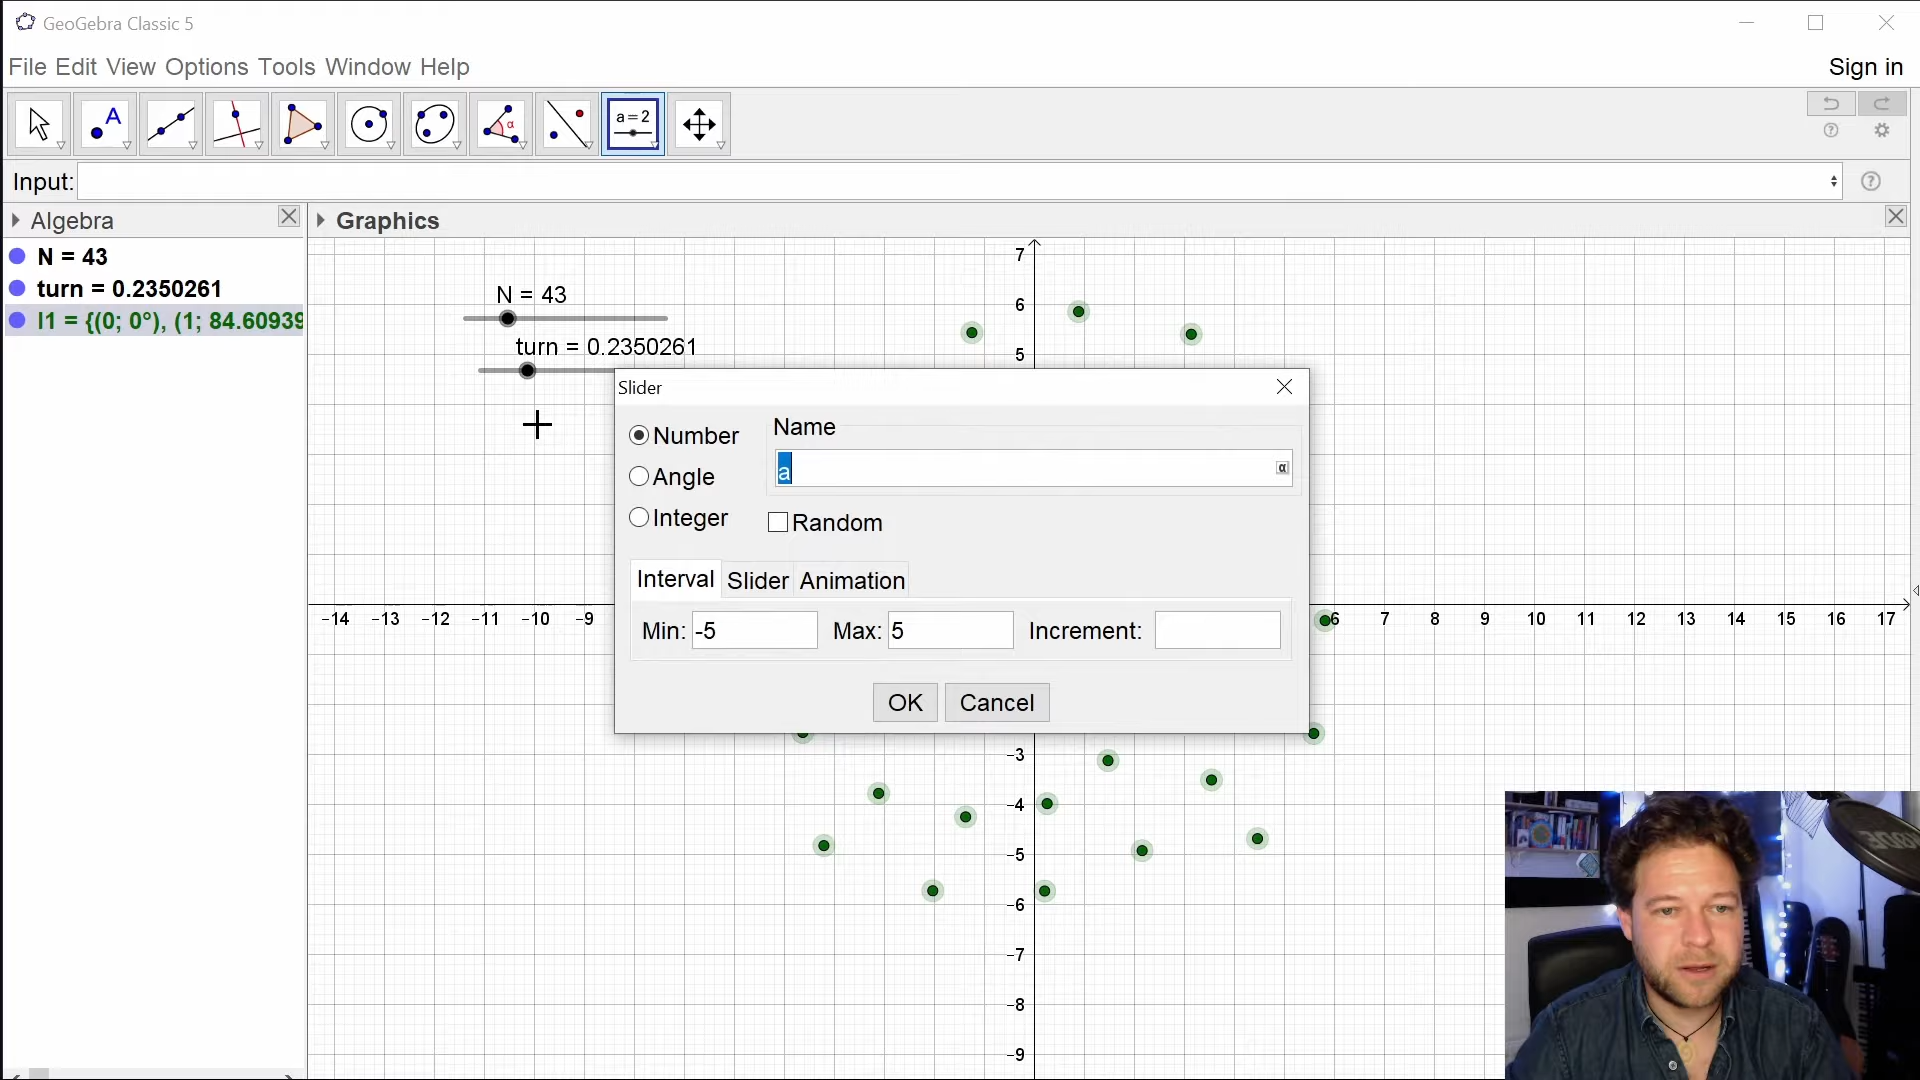 GeoGebra Classic 5
File Edit View Options Tools Window Help
Sign in
A
α
a=2
Input:
Algebra
Graphics
N = 43
turn = 0.2350261
l1 = {(0; 0°), (1; 84.60939
N = 43
turn = 0.2350261
7
6
5
Slider
Number
Name
a
α
Angle
Integer
Random
Interval Slider Animation
Min: -5 Max: 5 Increment:
OK Cancel
−14 −13 −12 −11 −10 −9 6 7 8 9 10 11 12 13 14 15 16 17
−3
−4
−5
−6
−7
−8
−9